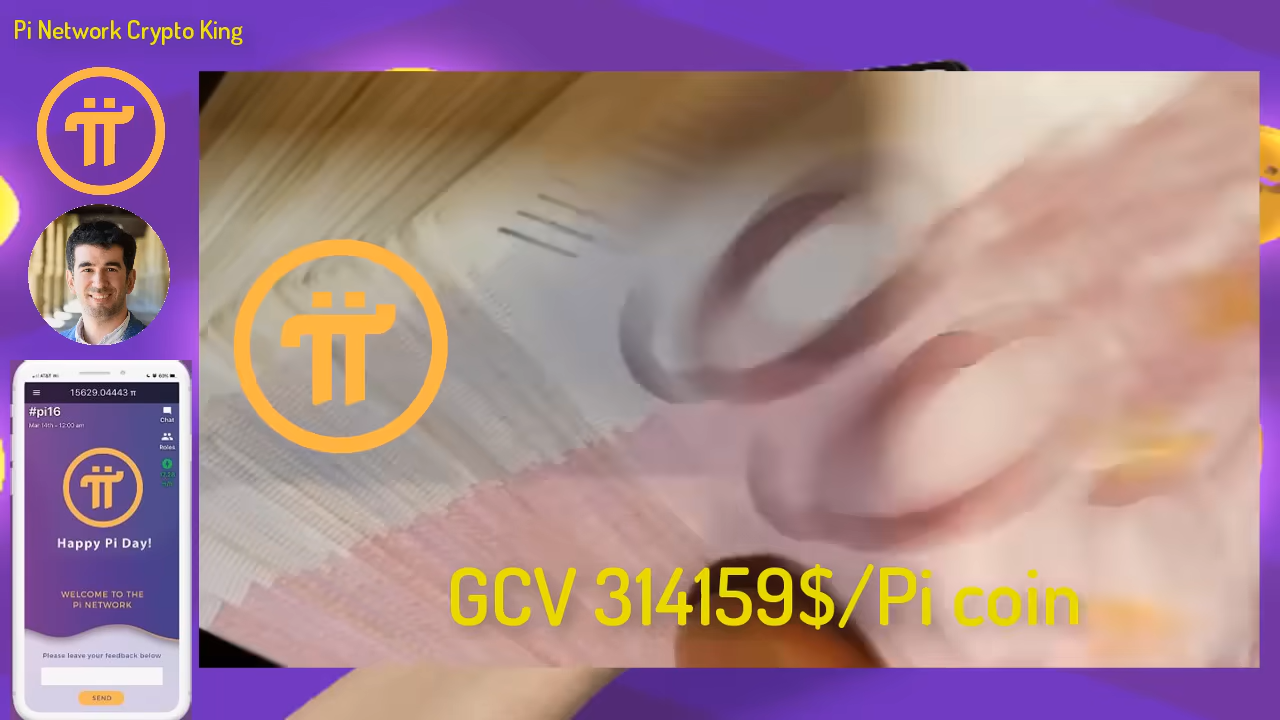 Pi Network Crypto King
15629.04443 π
#pi16
Mar 14th - 12:00 am
Chat
Roles
Happy Pi Day!
WELCOME TO THE
Pi NETWORK
Please leave your feedback below
SEND
GCV 314159$/Pi coin